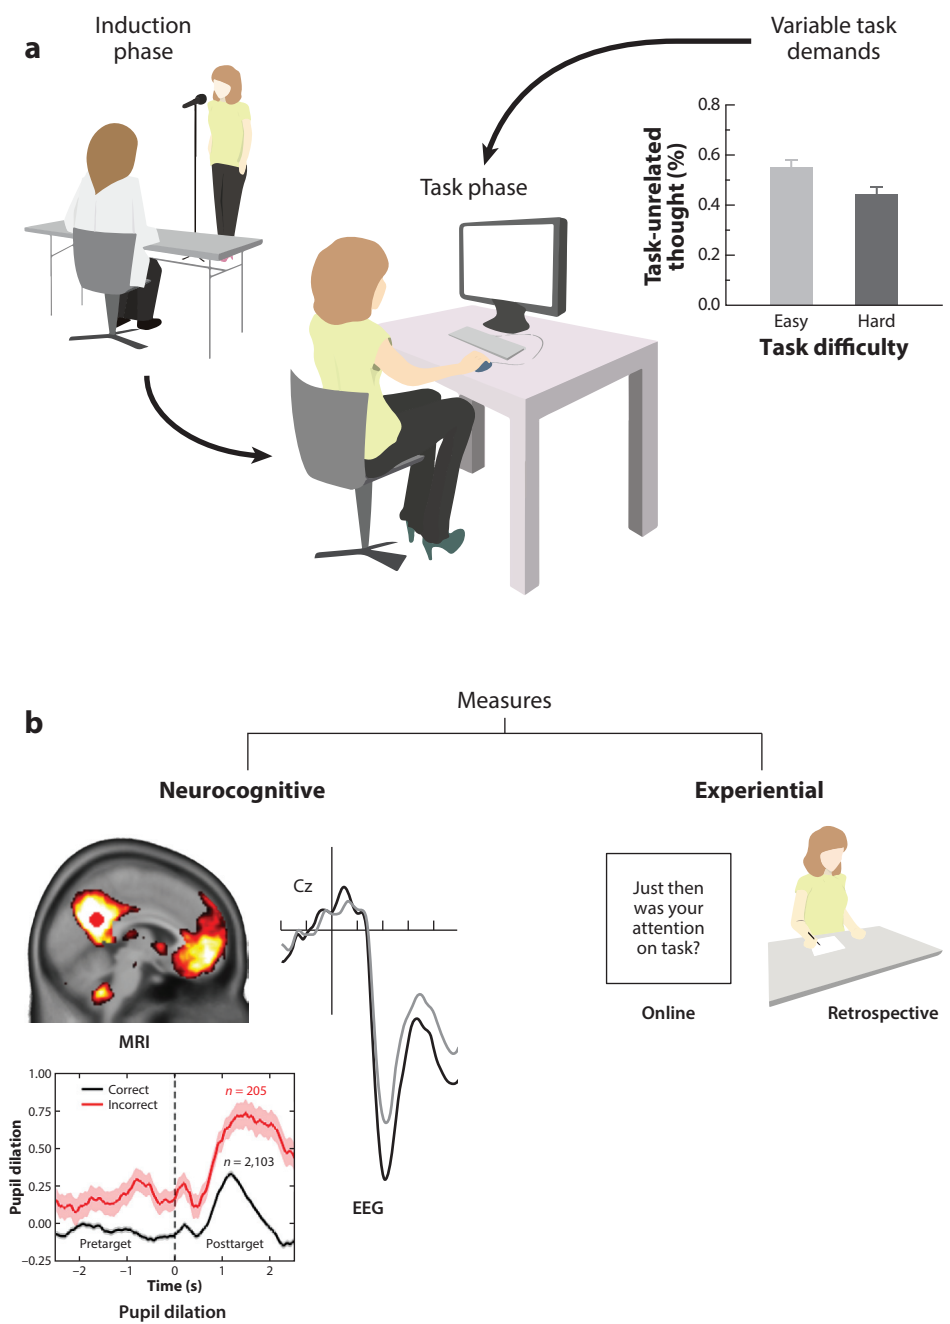 a
Induction
phase
Variable task
demands
Task phase
Task-unrelated
thought (%)
0.8
0.6
0.4
0.2
0.0
Easy
Hard
Task difficulty
b
Measures
Neurocognitive
Experiential
MRI
Cz
EEG
Just then
was your
attention
on task?
Online
Retrospective
Pupil dilation
1.00
0.75
0.50
0.25
0.00
−0.25
Correct
Incorrect
n = 205
n = 2,103
Pretarget
Posttarget
−2
−1
0
1
2
Time (s)
Pupil dilation